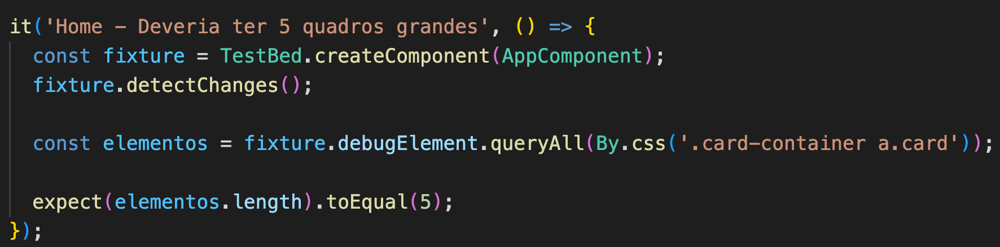 it('Home – Deveria ter 5 quadros grandes', () => {
const fixture = TestBed.createComponent(AppComponent);
fixture.detectChanges();
const elementos = fixture.debugElement.queryAll(By.css('.card-container a.card'));
expect(elementos.length).toEqual(5);
});